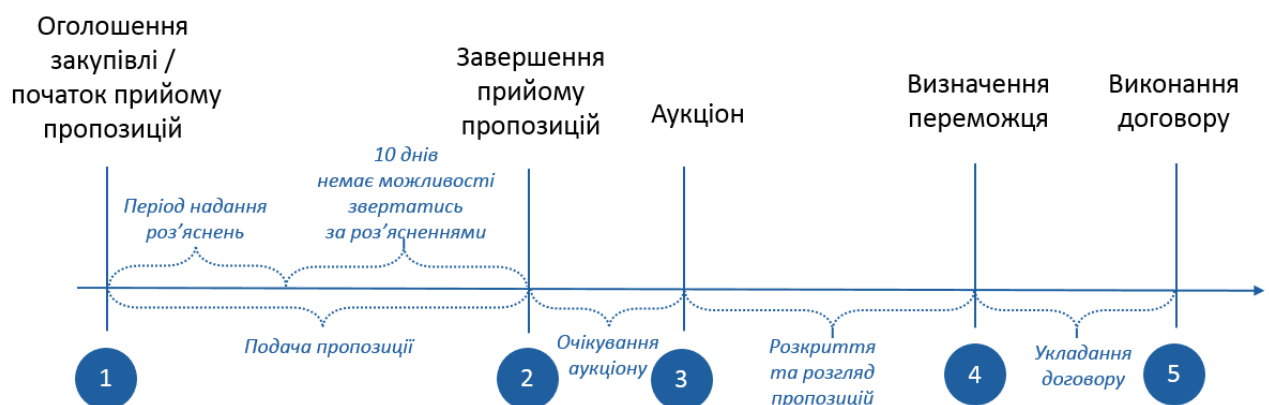 Оголошення
закупівлі /
початок прийому
пропозицій
Завершення
прийому
пропозицій
Аукціон
Визначення
переможця
Виконання
договору
Період надання
роз’яснень
10 днів
немає можливості
звертатись
за роз’ясненнями
Подача пропозиції
Очікування
аукціону
Розкриття
та розгляд
пропозицій
Укладання
договору
1
2
3
4
5